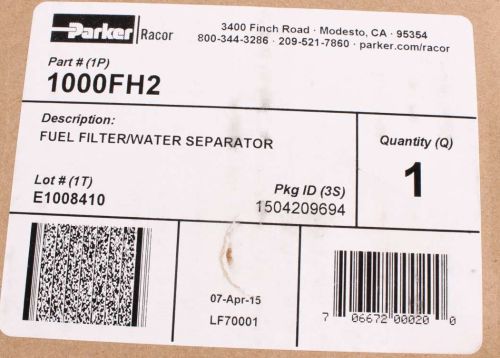 Parker Racor
3400 Finch Road · Modesto, CA · 95354
800-344-3286 · 209-521-7860 · parker.com/racor
Part # (1P)
1000FH2
Description:
FUEL FILTER/WATER SEPARATOR
Quantity (Q)
1
Lot # (1T)
E1008410
Pkg ID (3S)
1504209694
07-Apr-15
LF70001
7 06672 00020 0